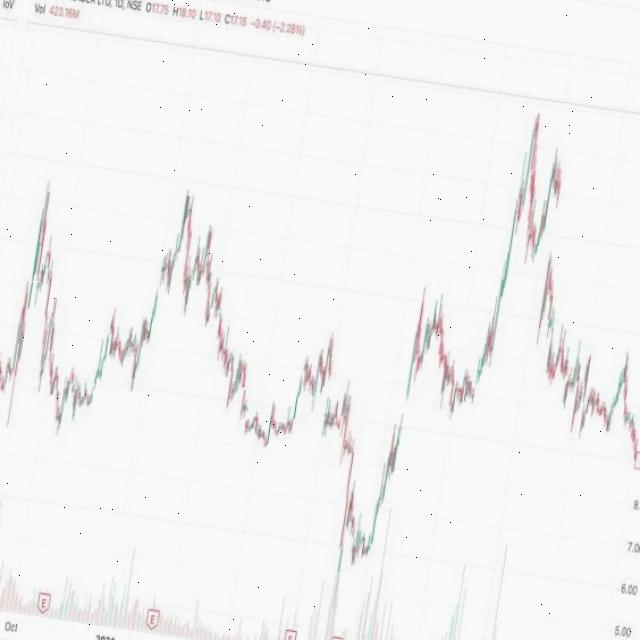 LTD, 1D, NSE O17.75 H18.10 L17.10 C17.15 −0.40 (−2.28%)
Vol 423.16M
7.00
6.00
5.00
E
E
E
Oct